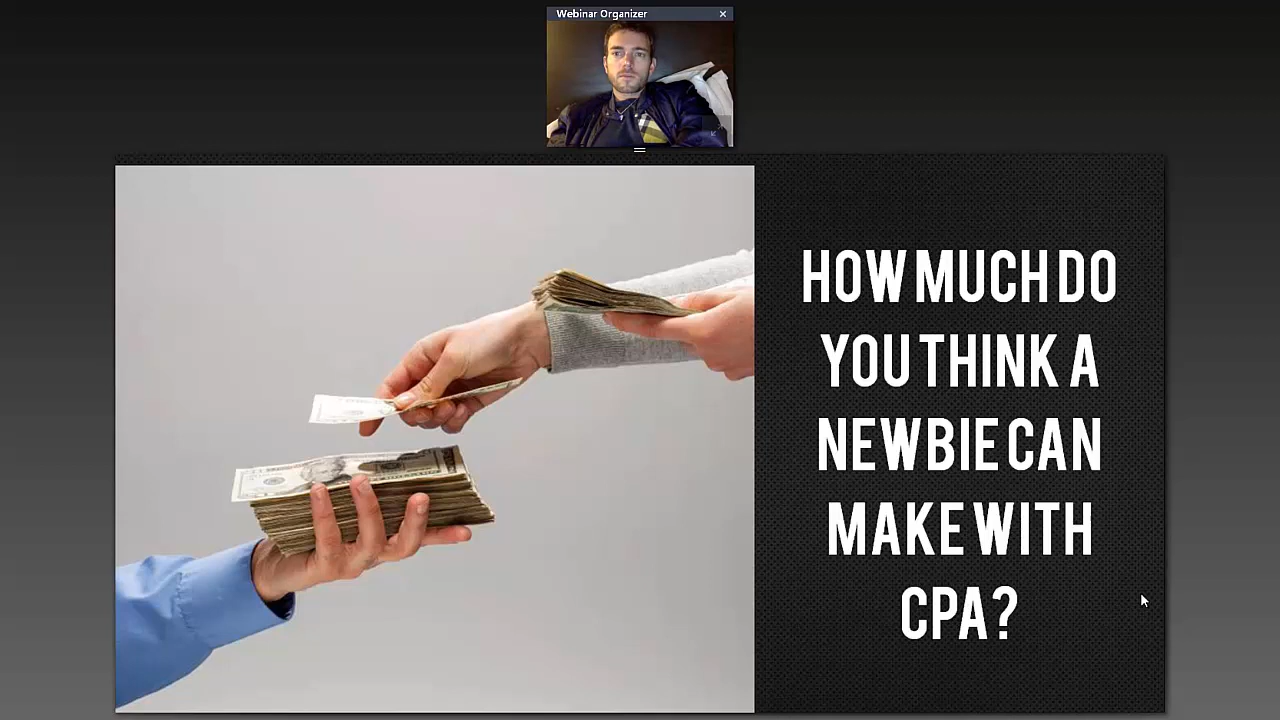 Webinar Organizer
HOW MUCH DO
YOU THINK A
NEWBIE CAN
MAKE WITH
CPA?